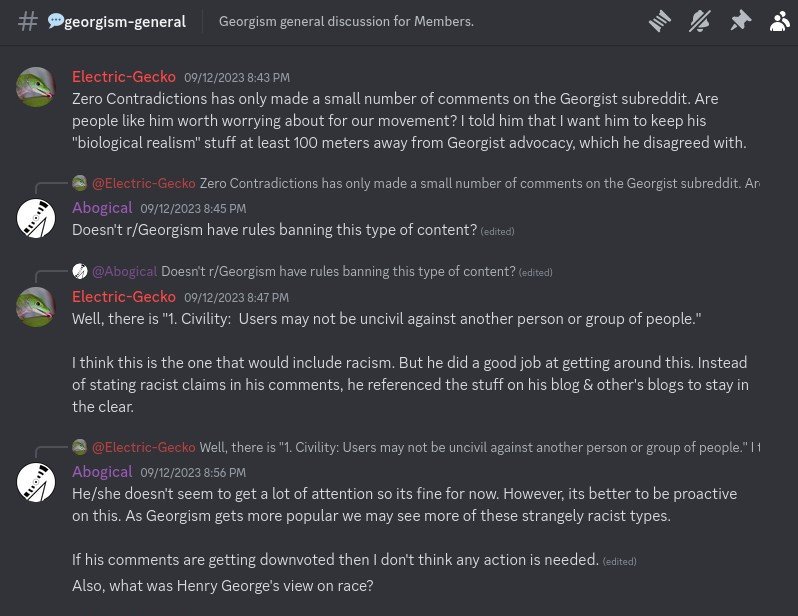 # 💬georgism-general Georgism general discussion for Members.
Electric-Gecko 09/12/2023 8:43 PM
Zero Contradictions has only made a small number of comments on the Georgist subreddit. Are
people like him worth worrying about for our movement? I told him that I want him to keep his
"biological realism" stuff at least 100 meters away from Georgist advocacy, which he disagreed with.
@Electric-Gecko Zero Contradictions has only made a small number of comments on the Georgist subreddit. Are
Abogical 09/12/2023 8:45 PM
Doesn't r/Georgism have rules banning this type of content? (edited)
@Abogical Doesn't r/Georgism have rules banning this type of content? (edited)
Electric-Gecko 09/12/2023 8:47 PM
Well, there is "1. Civility: Users may not be uncivil against another person or group of people."
I think this is the one that would include racism. But he did a good job at getting around this. Instead
of stating racist claims in his comments, he referenced the stuff on his blog & other's blogs to stay in
the clear.
@Electric-Gecko Well, there is "1. Civility: Users may not be uncivil against another person or group of people." I
Abogical 09/12/2023 8:56 PM
He/she doesn't seem to get a lot of attention so its fine for now. However, its better to be proactive
on this. As Georgism gets more popular we may see more of these strangely racist types.
If his comments are getting downvoted then I don't think any action is needed. (edited)
Also, what was Henry George's view on race?